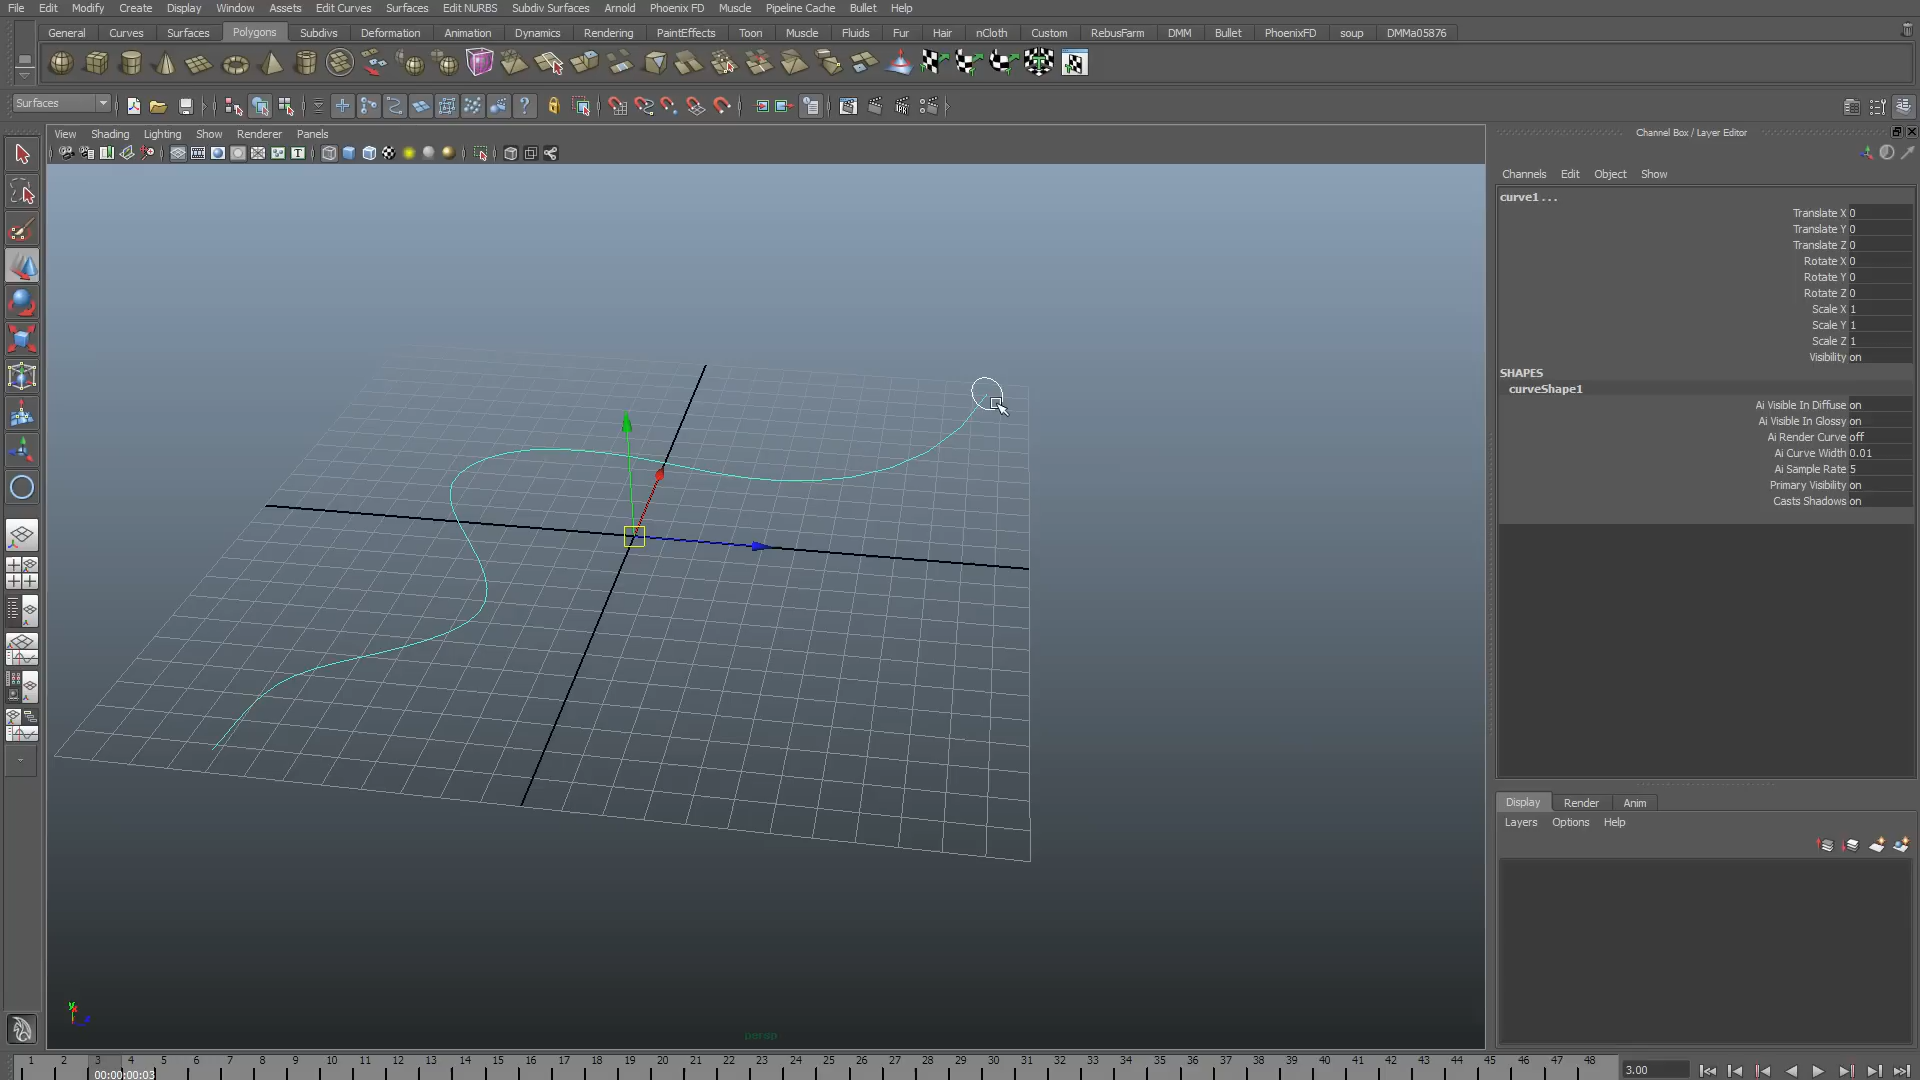 File Edit Modify Create Display Window Assets Edit Curves Surfaces Edit NURBS Subdiv Surfaces Arnold Phoenix FD Muscle Pipeline Cache Bullet Help
General Curves Surfaces Polygons Subdivs Deformation Animation Dynamics Rendering PaintEffects Toon Muscle Fluids Fur Hair nCloth Custom RebusFarm DMM Bullet PhoenixFD soup DMMa05876
Surfaces
View Shading Lighting Show Renderer Panels
Channel Box / Layer Editor
Channels Edit Object Show
curve1 . . .
Translate X 0
Translate Y 0
Translate Z 0
Rotate X 0
Rotate Y 0
Rotate Z 0
Scale X 1
Scale Y 1
Scale Z 1
Visibility on
SHAPES
curveShape1
Ai Visible In Diffuse on
Ai Visible In Glossy on
Ai Render Curve off
Ai Curve Width 0.01
Ai Sample Rate 5
Primary Visibility on
Casts Shadows on
Display Render Anim
Layers Options Help
persp
1 2 3 4 5 6 7 8 9 10 11 12 13 14 15 16 17 18 19 20 21 22 23 24 25 26 27 28 29 30 31 32 33 34 35 36 37 38 39 40 41 42 43 44 45 46 47 48
00:00:00:03
3.00